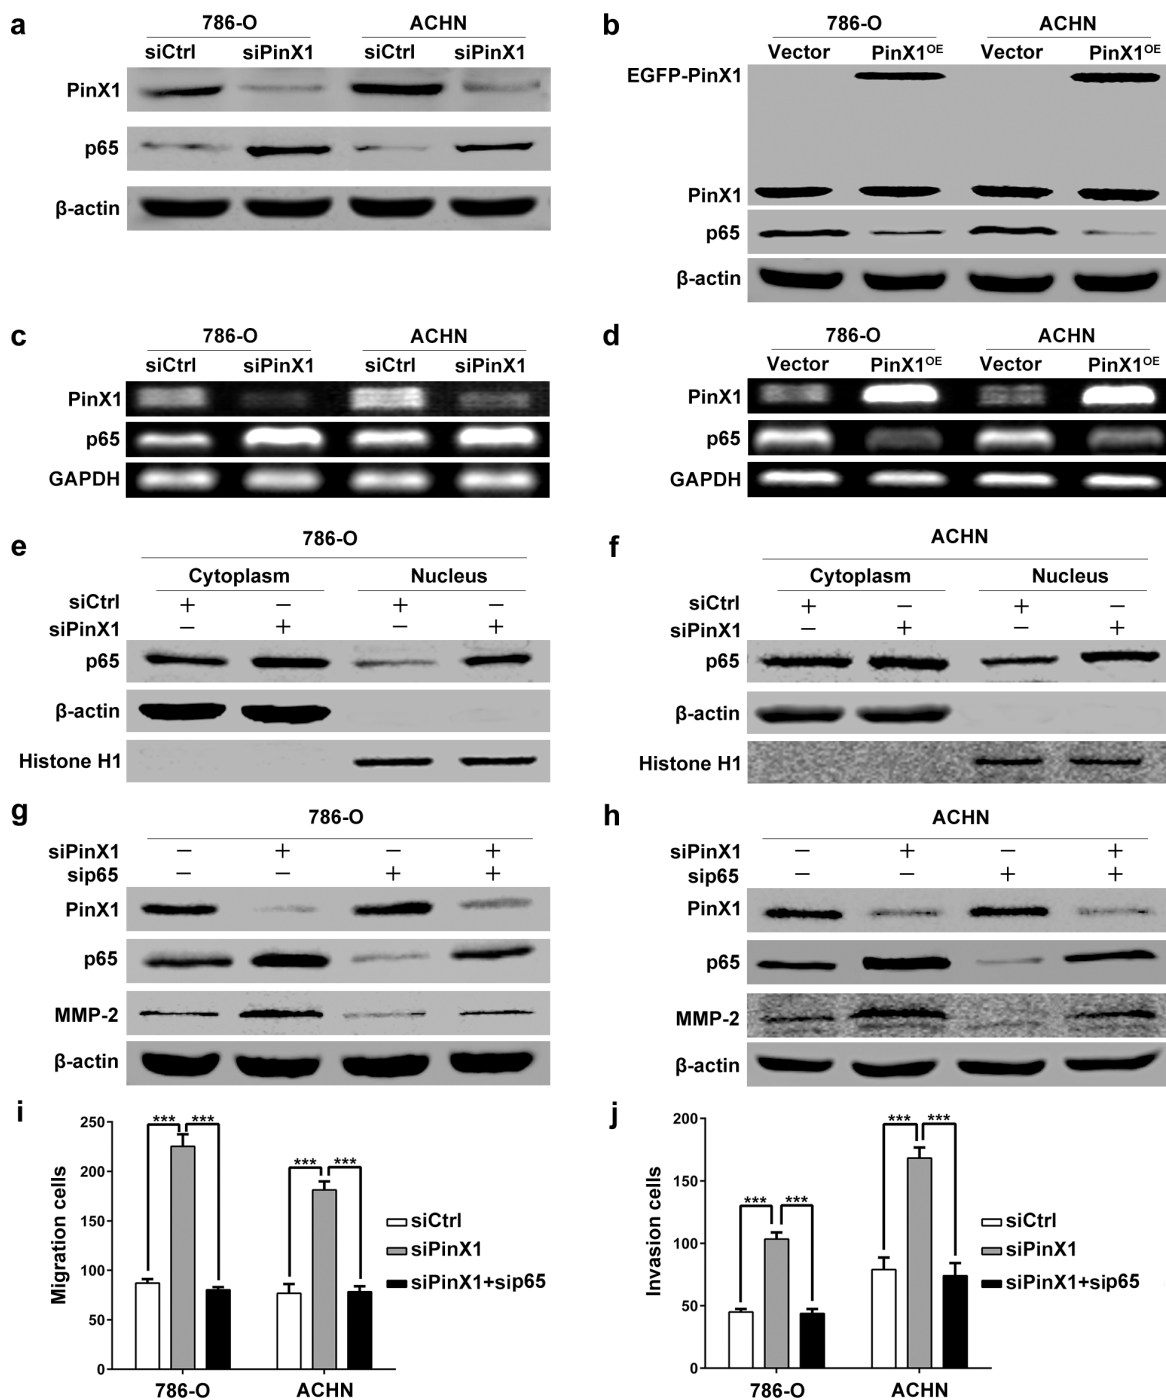 a
786-O ACHN
siCtrl siPinX1 siCtrl siPinX1
PinX1
p65
β-actin
b
786-O ACHN
Vector PinX1OE Vector PinX1OE
EGFP-PinX1
PinX1
p65
β-actin
c
786-O ACHN
siCtrl siPinX1 siCtrl siPinX1
PinX1
p65
GAPDH
d
786-O ACHN
Vector PinX1OE Vector PinX1OE
PinX1
p65
GAPDH
e
786-O
Cytoplasm Nucleus
siCtrl + − + −
siPinX1 − + − +
p65
β-actin
Histone H1
f
ACHN
Cytoplasm Nucleus
siCtrl + − + −
siPinX1 − + − +
p65
β-actin
Histone H1
g
786-O
siPinX1 − + − +
sip65 − − + +
PinX1
p65
MMP-2
β-actin
h
ACHN
siPinX1 − + − +
sip65 − − + +
PinX1
p65
MMP-2
β-actin
i
Migration cells
250
200
150
100
50
0
*** ***
*** ***
786-O ACHN
siCtrl
siPinX1
siPinX1+sip65
j
Invasion cells
200
150
100
50
0
*** ***
*** ***
786-O ACHN
siCtrl
siPinX1
siPinX1+sip65